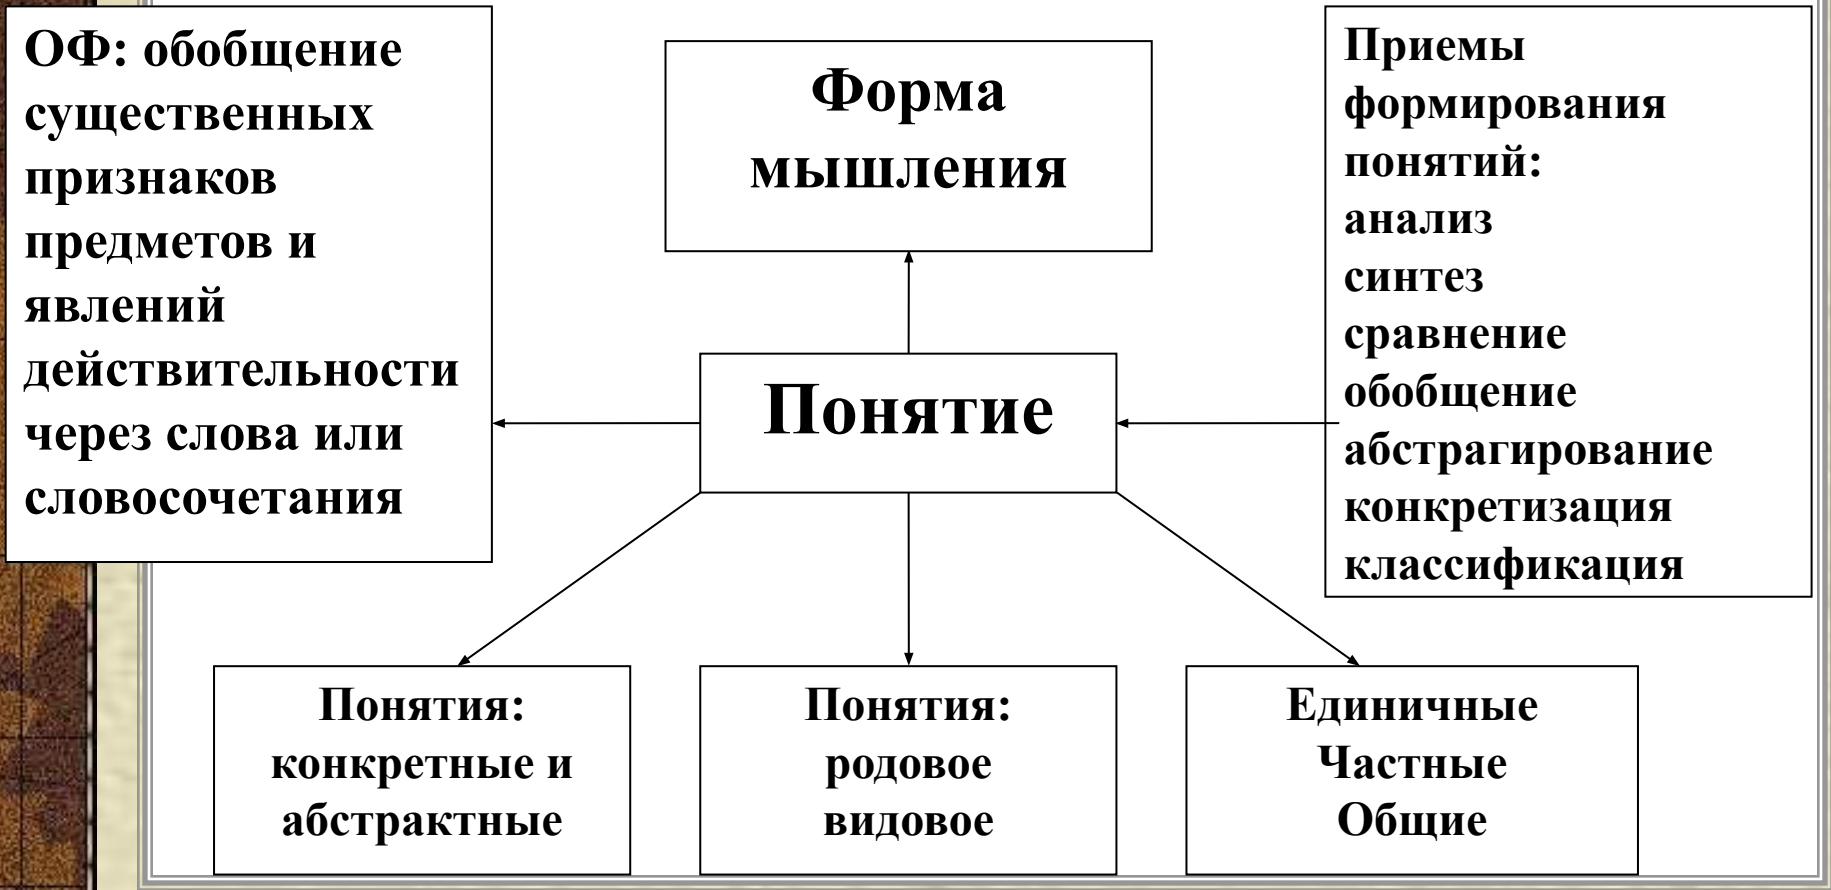 ОФ: обобщение
существенных
признаков
предметов и
явлений
действительности
через слова или
словосочетания
Форма
мышления
Приемы
формирования
понятий:
анализ
синтез
сравнение
обобщение
абстрагирование
конкретизация
классификация
Понятие
Понятия:
конкретные и
абстрактные
Понятия:
родовое
видовое
Единичные
Частные
Общие